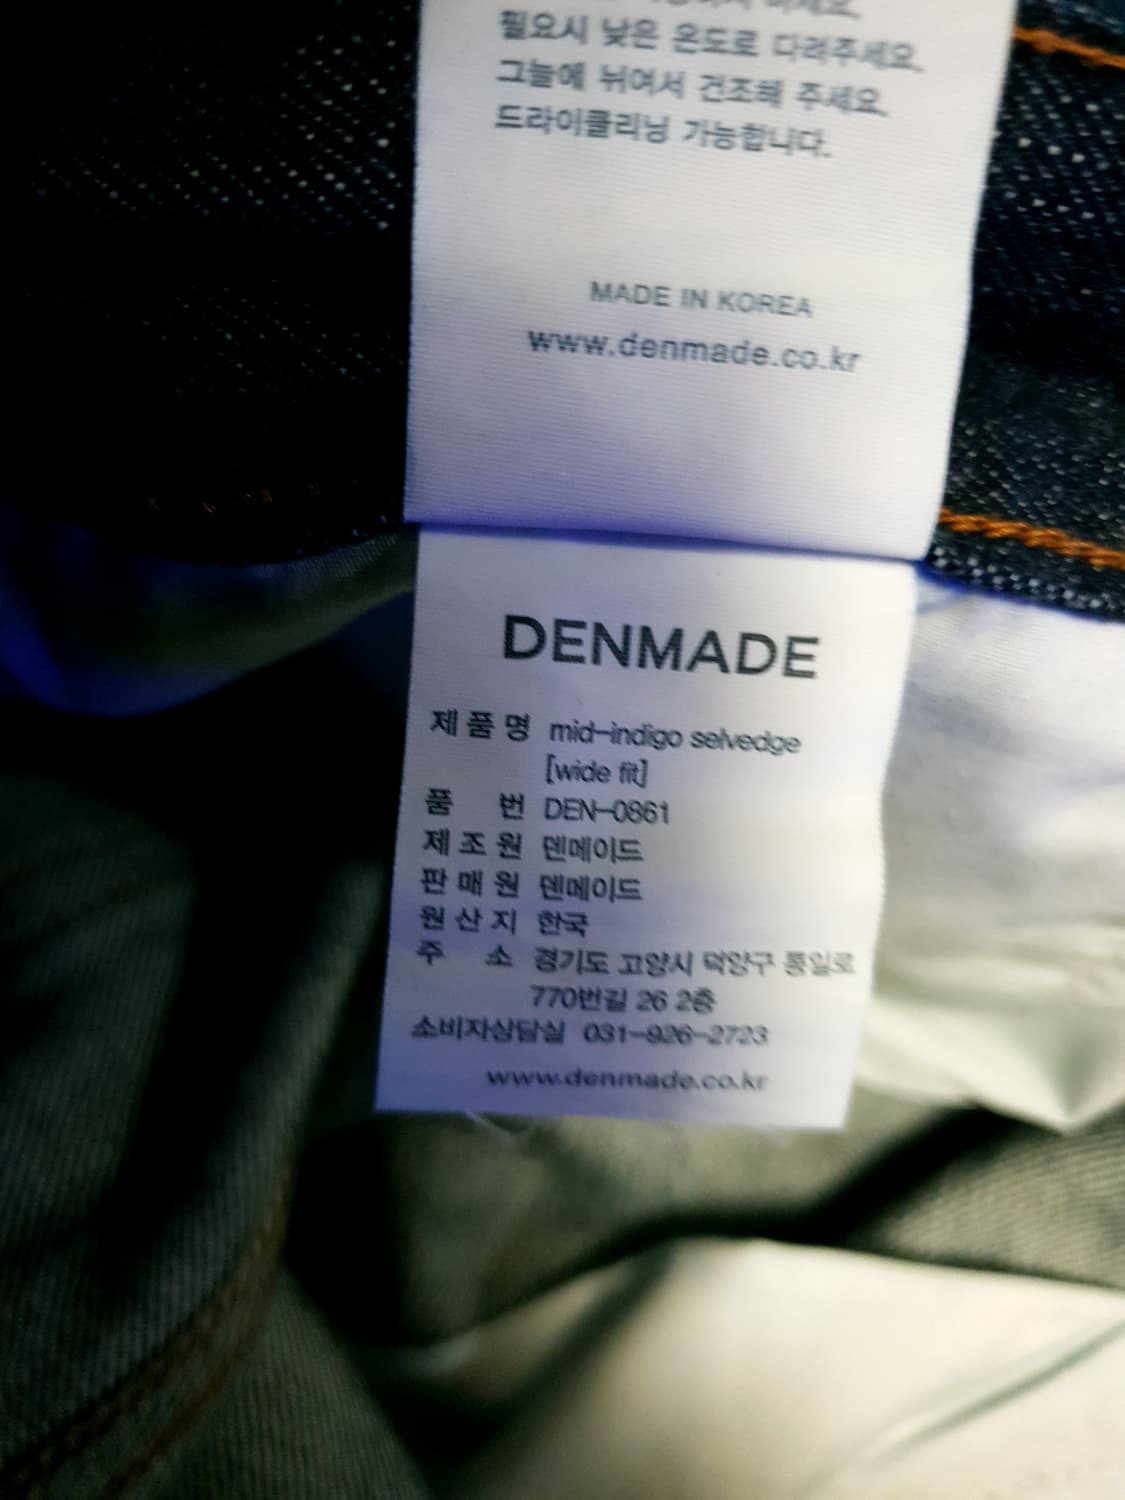 필요시 낮은 온도로 다려주세요.
그늘에 뉘여서 건조해 주세요.
드라이클리닝 가능합니다.
MADE IN KOREA
www.denmade.co.kr
DENMADE
제품명 mid-indigo selvedge
[wide fit]
품 번 DEN-0861
제조원 덴메이드
판매원 덴메이드
원산지 한국
주 소 경기도 고양시 덕양구 통일로
770번길 26 2층
소비자상담실 031-926-2723
www.denmade.co.kr